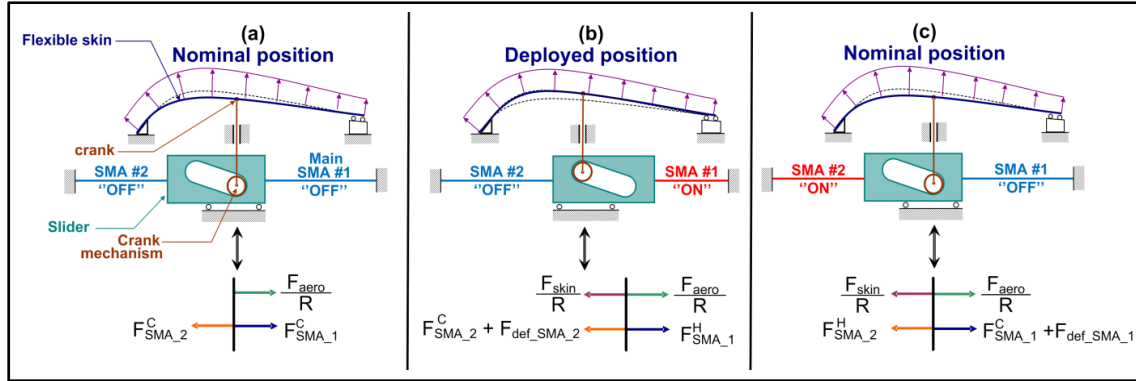 (a)
Nominal position
Flexible skin
crank
SMA #2
‘‘OFF’’
Main
SMA #1
‘‘OFF’’
Slider
Crank
mechanism
F_aero
R
F^C_SMA_2
F^C_SMA_1
(b)
Deployed position
SMA #2
‘‘OFF’’
SMA #1
‘‘ON’’
F_skin
R
F_aero
R
F^C_SMA_2 + F_def_SMA_2
F^H_SMA_1
(c)
Nominal position
SMA #2
‘‘ON’’
SMA #1
‘‘OFF’’
F_skin
R
F_aero
R
F^H_SMA_2
F^C_SMA_1 +F_def_SMA_1